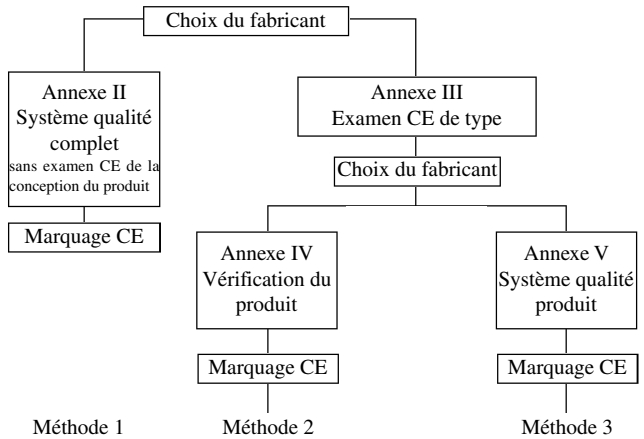 Choix du fabricant
Annexe II
Système qualité
complet
sans examen CE de la
conception du produit
Marquage CE
Annexe III
Examen CE de type
Choix du fabricant
Annexe IV
Vérification du
produit
Marquage CE
Annexe V
Système qualité
produit
Marquage CE
Méthode 1
Méthode 2
Méthode 3